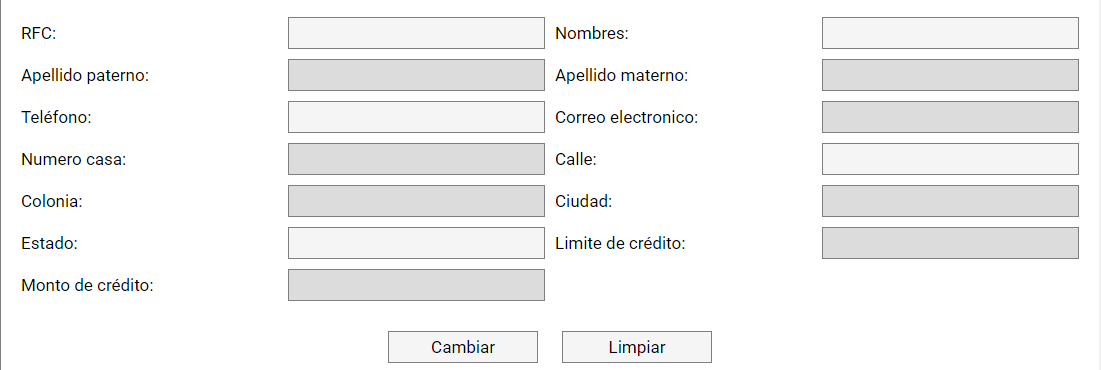 RFC: Nombres:
Apellido paterno: Apellido materno:
Teléfono: Correo electronico:
Numero casa: Calle:
Colonia: Ciudad:
Estado: Limite de crédito:
Monto de crédito:
Cambiar Limpiar